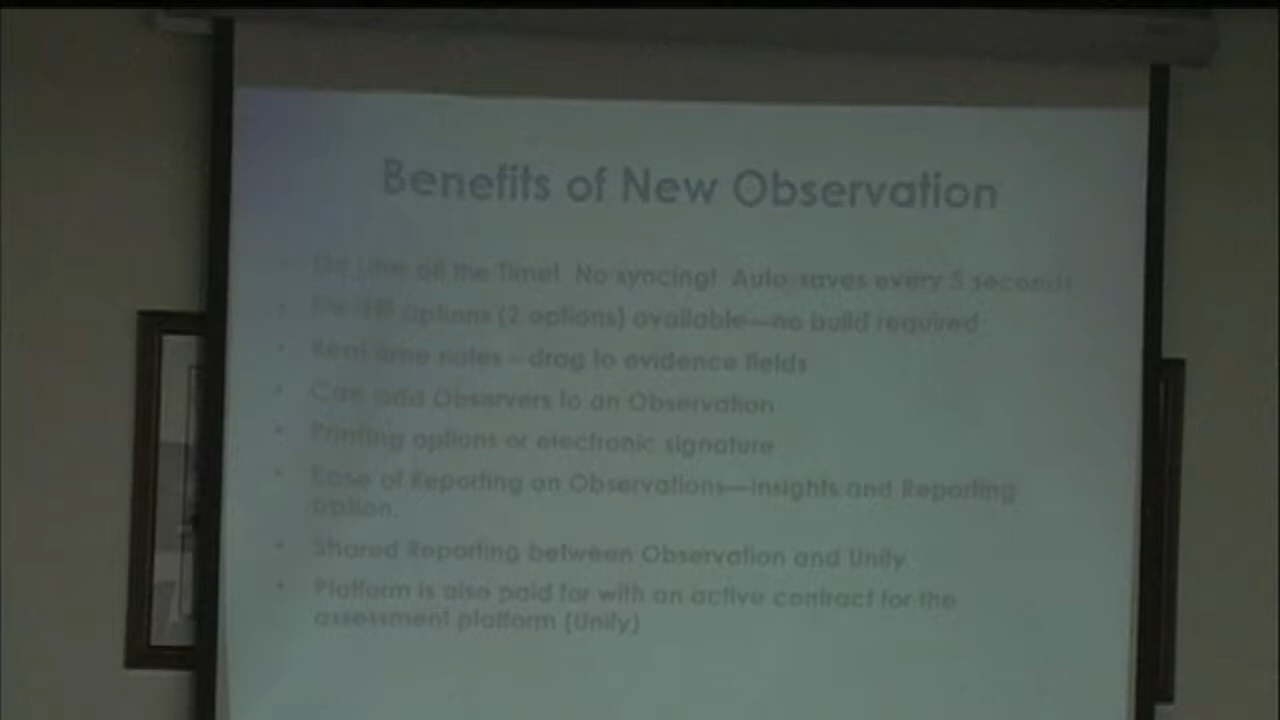 Benefits of New Observation
On Line all the Time! No syncing! Auto saves every 5 seconds
options (2 options) available—no build required
Real time notes - drag to evidence fields
Can add Observers to an Observation
Printing options or electronic signature
Ease of Reporting on Observations—Insights and Reporting
option.
Shared Reporting between Observation and Unify
Platform is also paid for with an active contract for the
assessment platform (Unify)